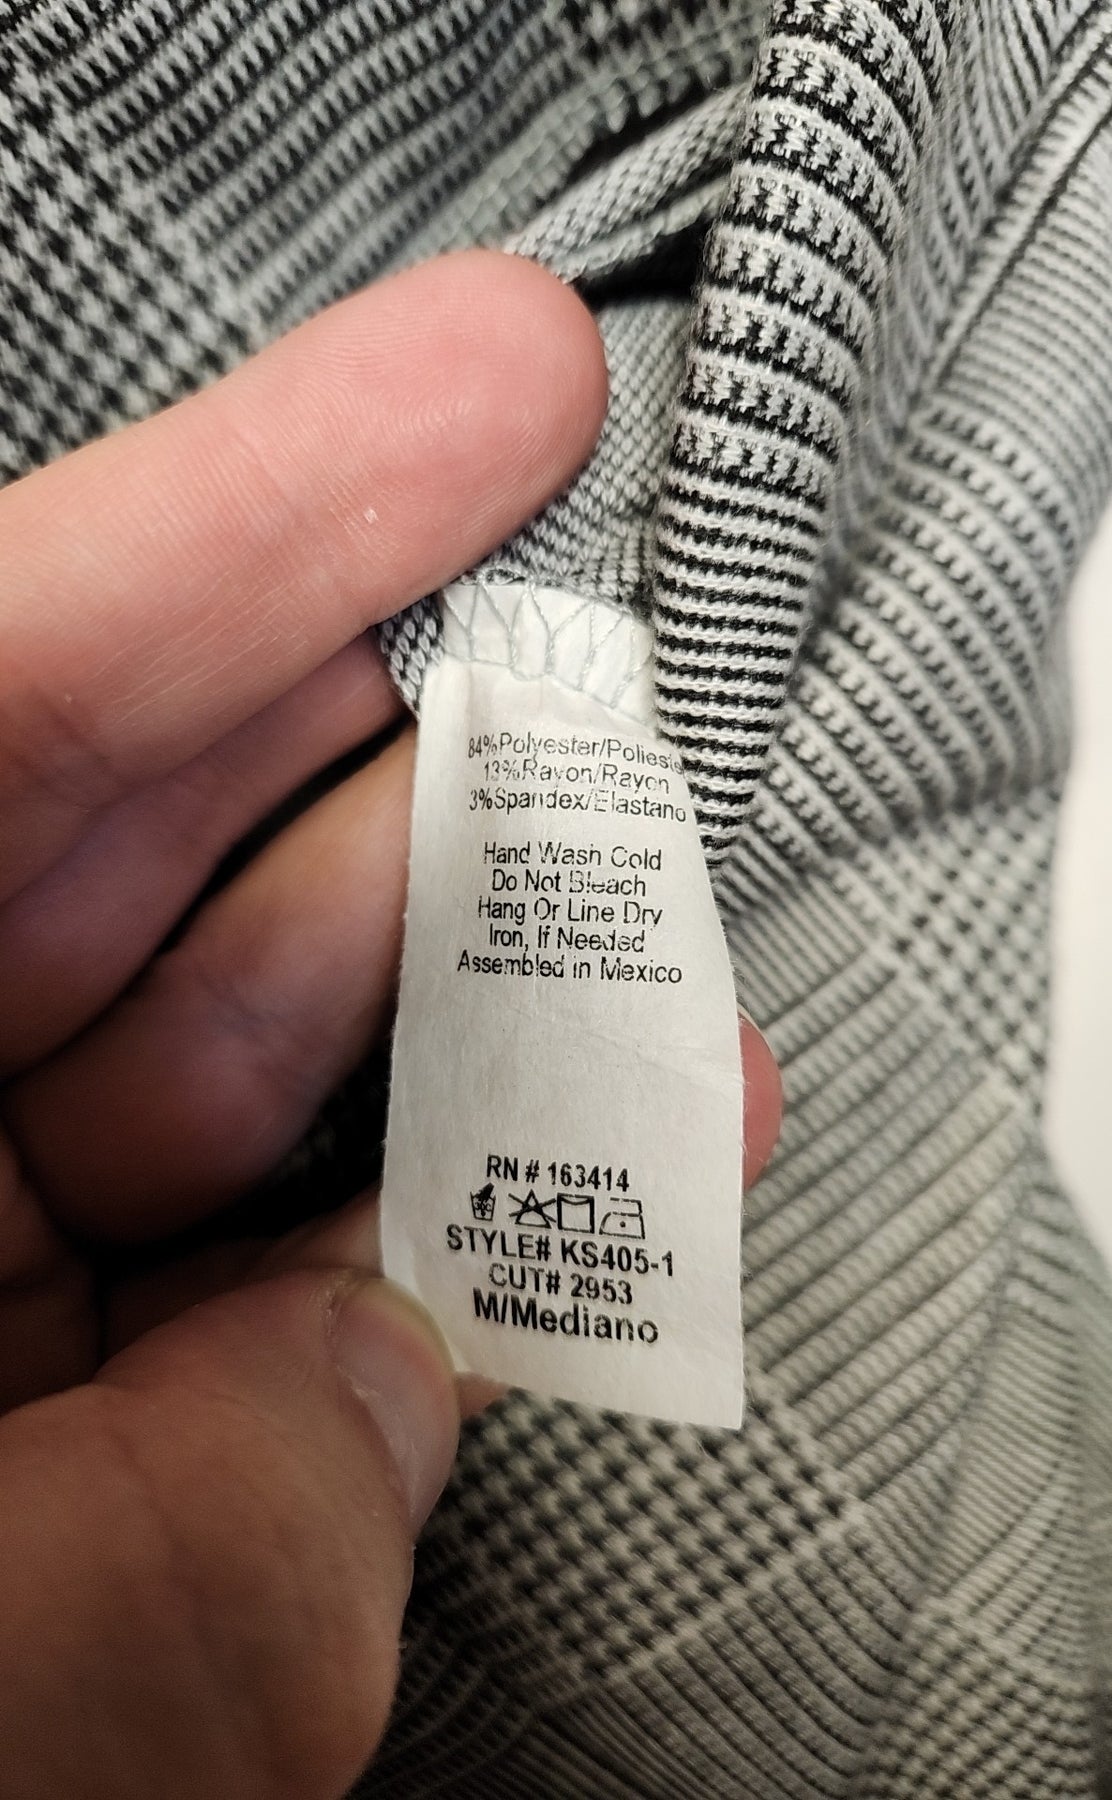 84%Polyester/Poliester
13%Rayon/Rayon
3%Spandex/Elastano
Hand Wash Cold
Do Not Bleach
Hang Or Line Dry
Iron, If Needed
Assembled in Mexico
RN # 163414
STYLE# KS405-1
CUT# 2953
M/Mediano